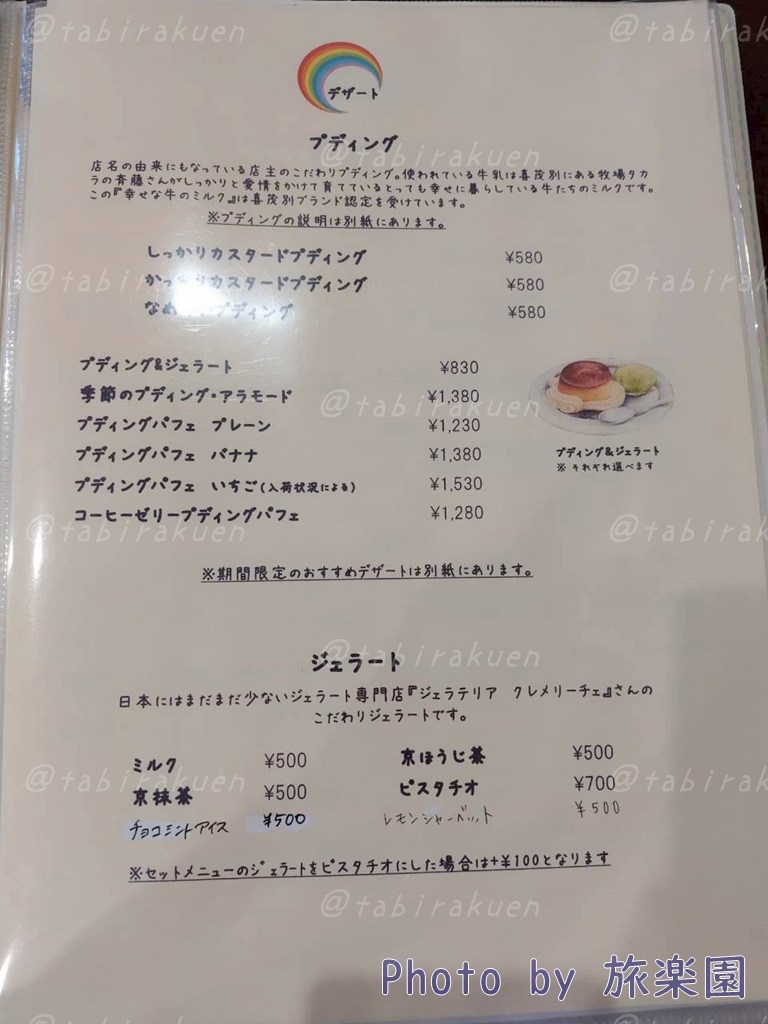 @tabirakuen @tabirakuen
デザート
プディング
@tabirakuen
店名の由来にもなっている店主のこだわりプディング。使われている牛乳は喜茂別にある牧場タカ
ラの斉藤さんがしっかりと愛情をかけて育てているとっても幸せに暮らしている牛たちのミルクです。
この『幸せな牛のミルク』は喜茂別ブランド認定を受けています。
※プディングの説明は別紙にあります。
しっかりカスタードプディング ¥580
@tabirakuen @tabirakuen
カスタードプディング ¥580
プディング ¥580
プディング&ジェラート ¥830
季節のプディング・アラモード ¥1,380
@tabirakuen
プディングパフェ プレーン ¥1,230
プディングパフェ バナナ ¥1,380
プディング&ジェラート
※それぞれ選べます
プディングパフェ いちご(入荷状況による) ¥1,530
コーヒーゼリープディングパフェ ¥1,280
@tabirakuen @tabirakuen
※期間限定のおすすめデザートは別紙にあります。
@tabirakuen
ジェラート
日本にはまだまだ少ないジェラート専門店『ジェラテリア クレメリーチェ』さんの
こだわりジェラートです。
ミルク ¥500 京ほうじ茶 ¥500
@tabirakuen @tabirakuen
京抹茶 ¥500 ピスタチオ ¥700
チョコミントアイス ¥500 レモンシャーベット ¥500
※セットメニューのジェラートをピスタチオにした場合は+¥100となります
@tabirakuen
Photo by 旅楽園